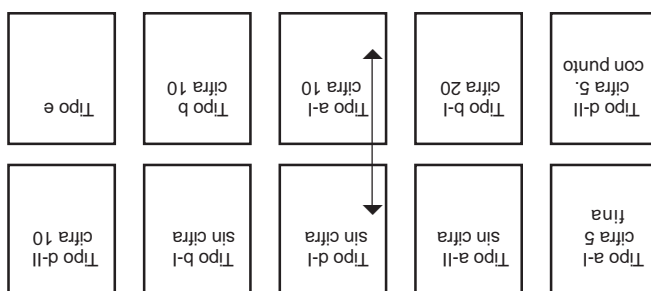 Tipo a-I
cifra 5
fina
Tipo a-II
sin cifra
Tipo d-I
sin cifra
Tipo b-I
sin cifra
Tipo d-II
cifra 10
Tipo d-II
cifra 5.
con punto
Tipo b-I
cifra 20
Tipo a-I
cifra 10
Tipo b
cifra 10
Tipo e